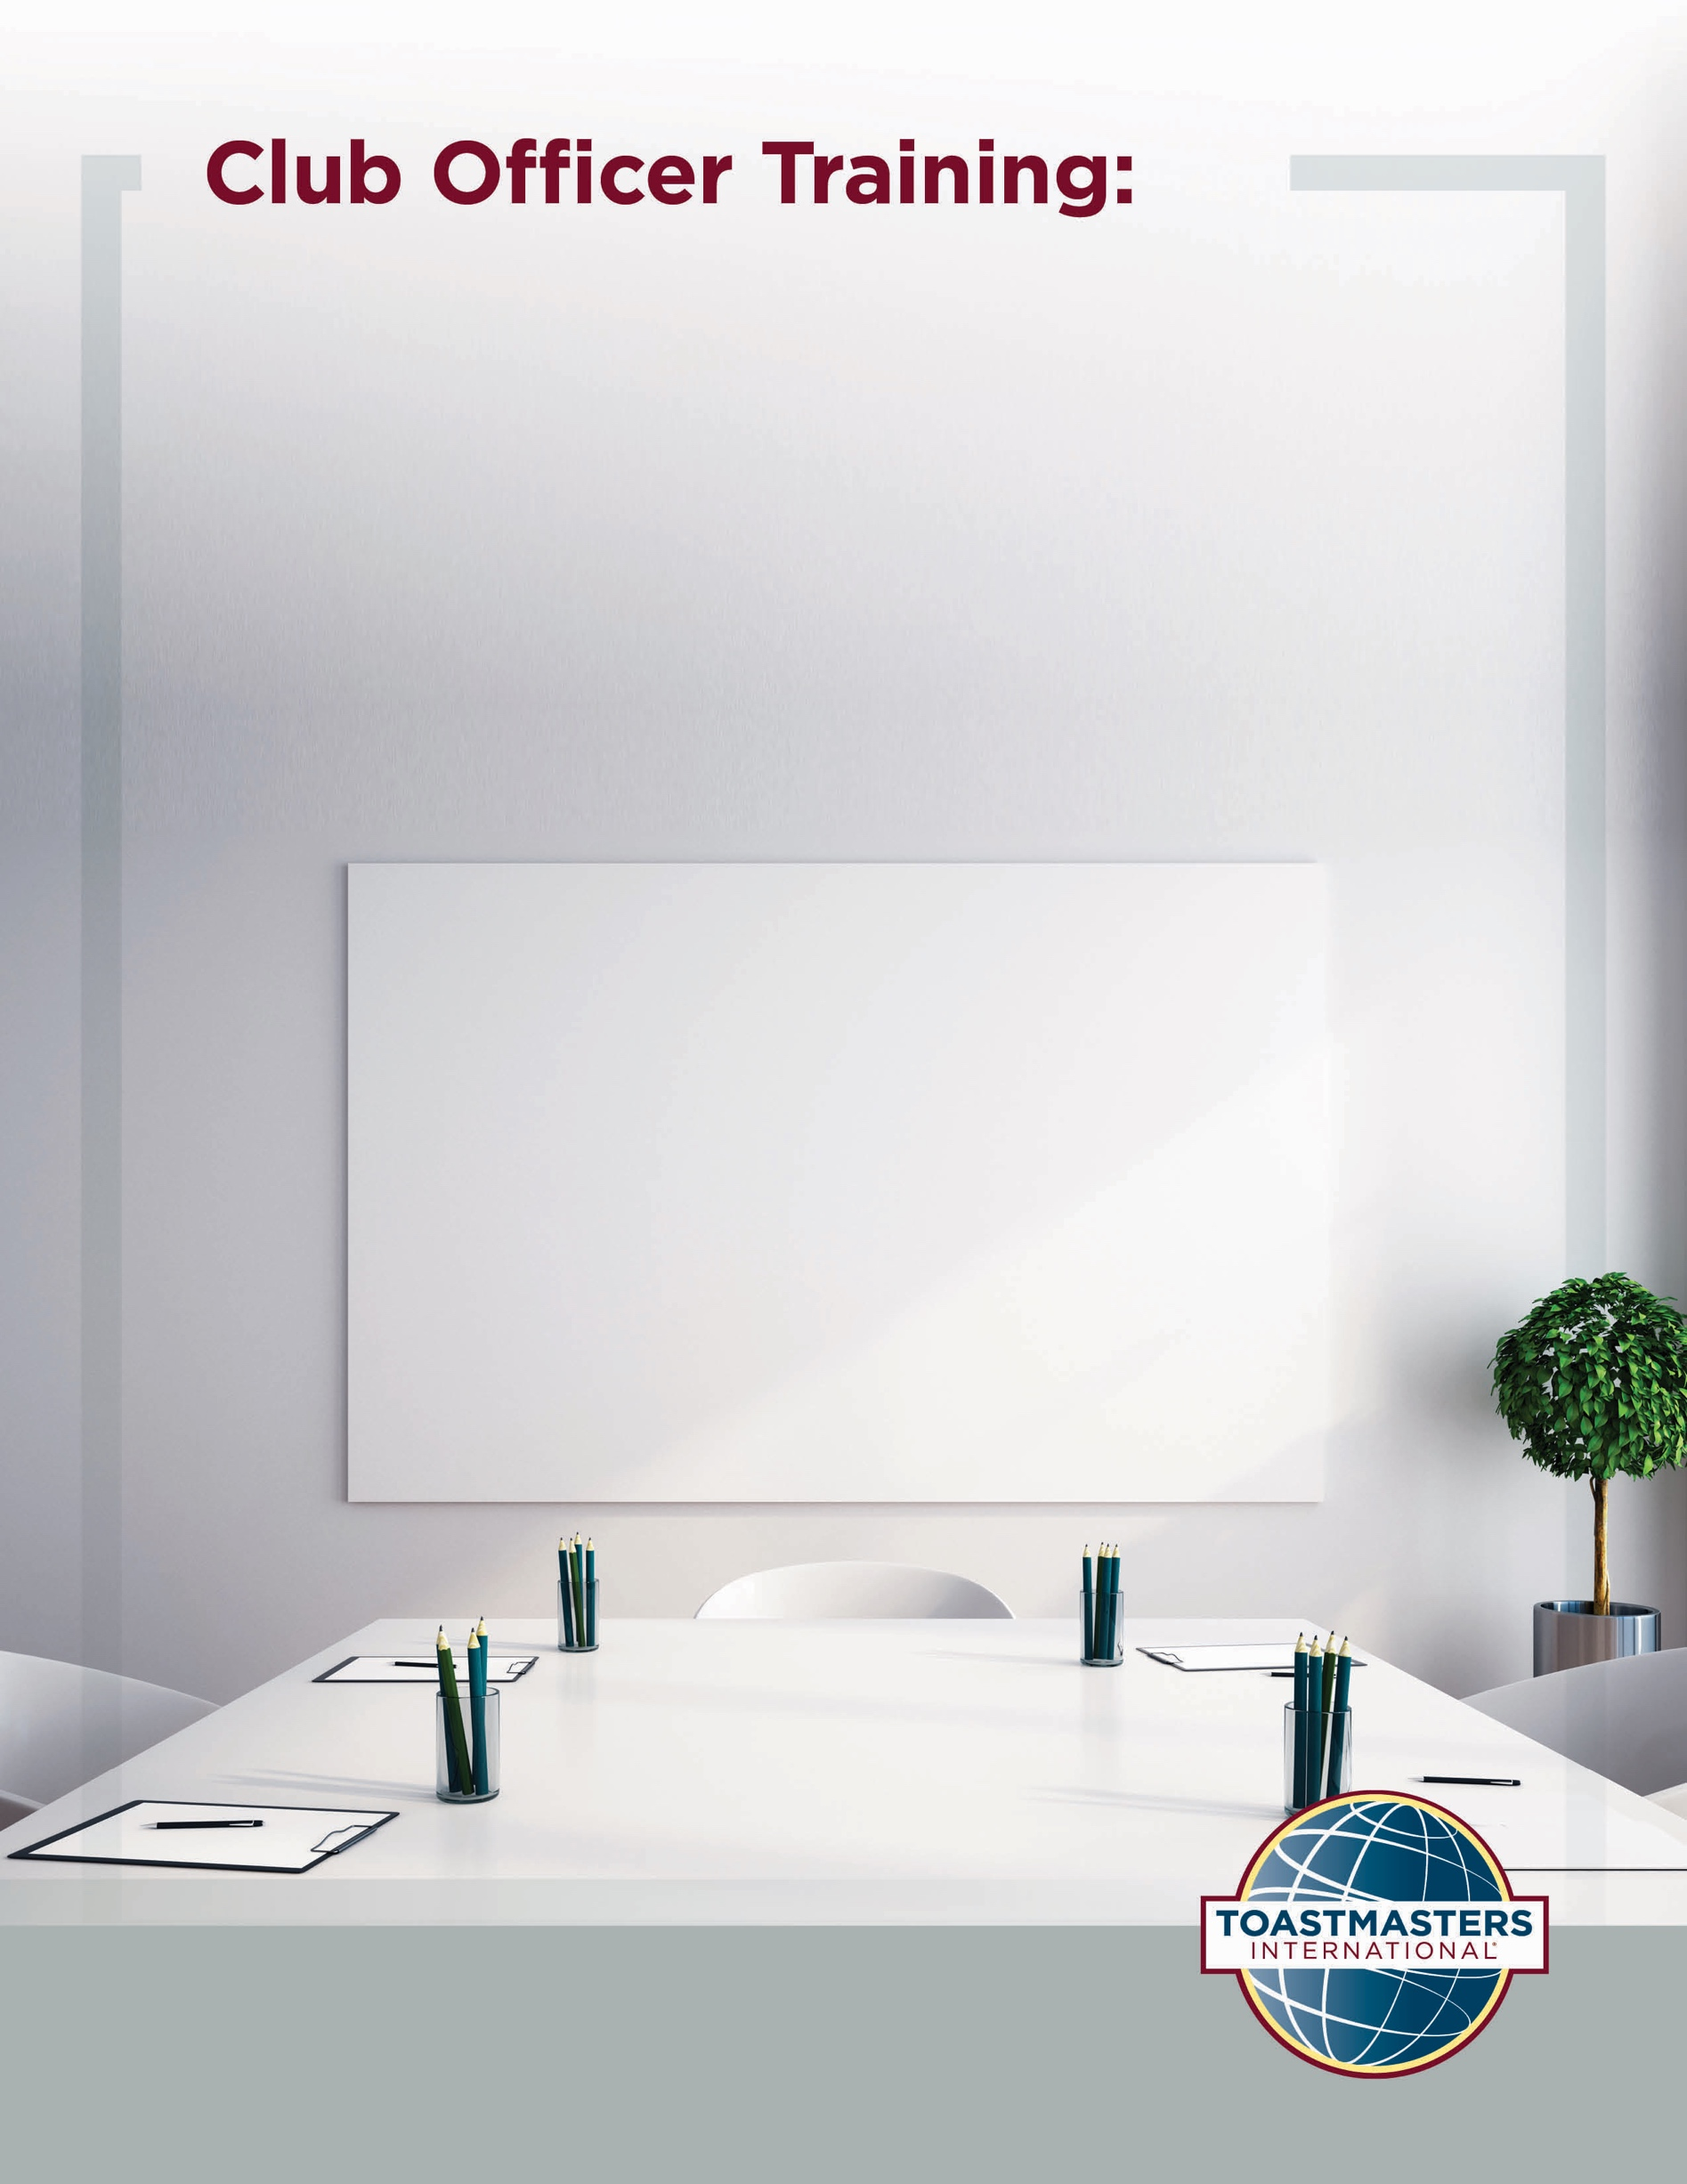 Club Officer Training:
TOASTMASTERS
INTERNATIONAL®